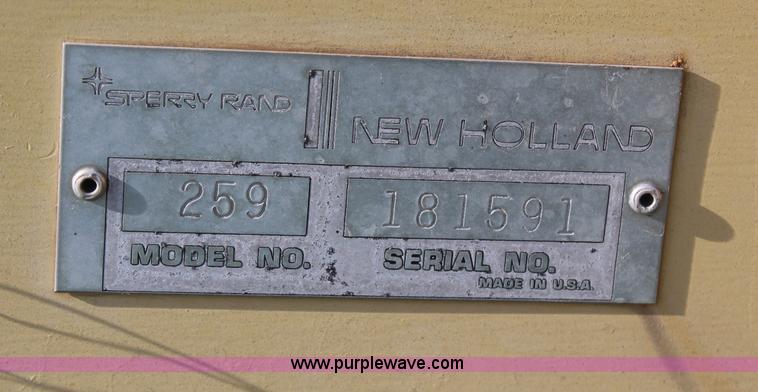 SPERRY RAND
NEW HOLLAND
259 181591
MODEL NO. SERIAL NO.
MADE IN U.S.A.
www.purplewave.com